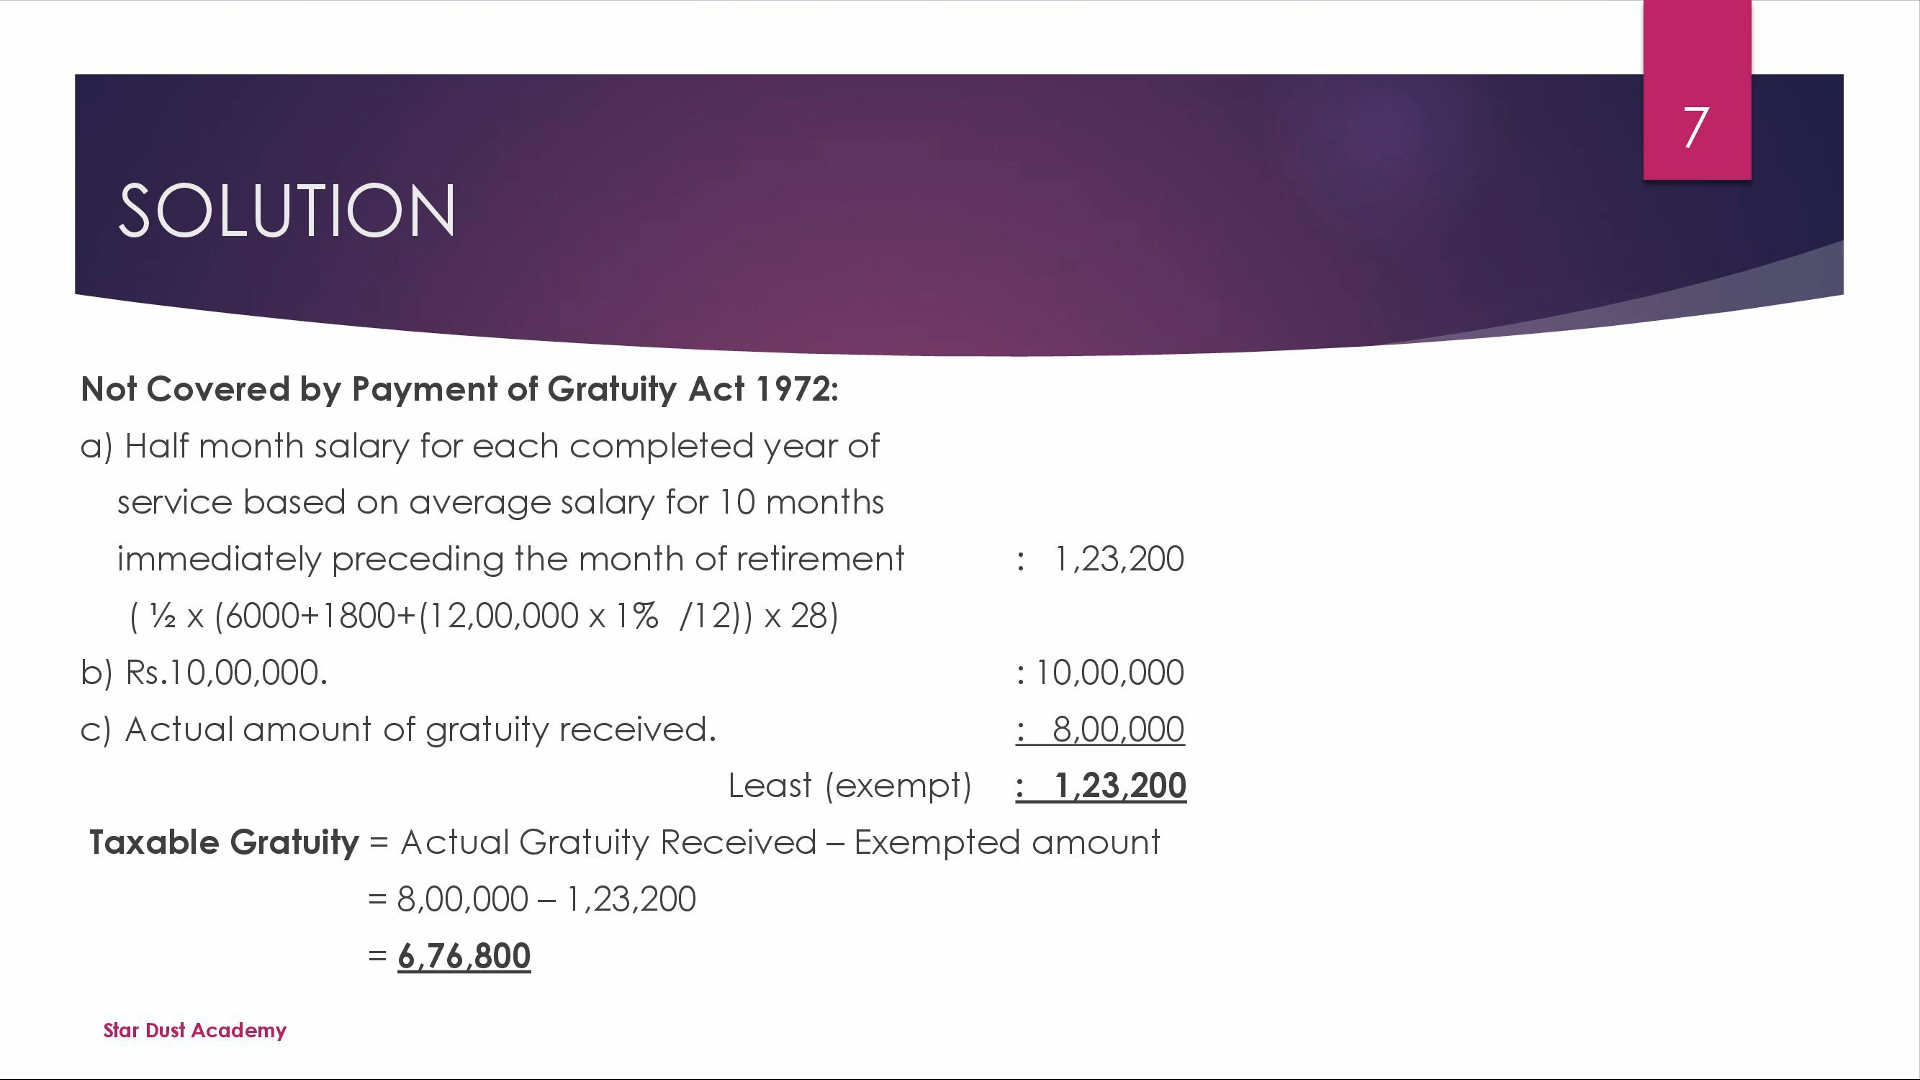 7
SOLUTION
Not Covered by Payment of Gratuity Act 1972:
a) Half month salary for each completed year of
service based on average salary for 10 months
immediately preceding the month of retirement : 1,23,200
( ½ x (6000+1800+(12,00,000 x 1% /12)) x 28)
b) Rs.10,00,000. : 10,00,000
c) Actual amount of gratuity received. : 8,00,000
Least (exempt) : 1,23,200
Taxable Gratuity = Actual Gratuity Received – Exempted amount
= 8,00,000 – 1,23,200
= 6,76,800
Star Dust Academy